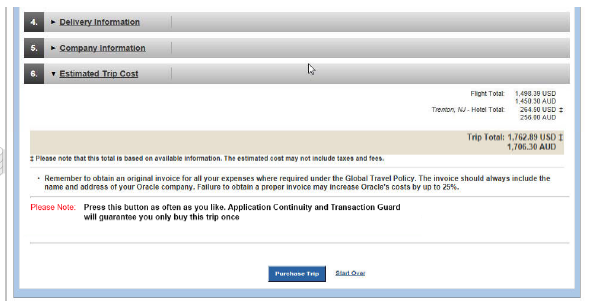 4. ► Delivery Information
5. ► Company Information
6. ▼ Estimated Trip Cost
Flight Total: 1,498.39 USD
1,450.30 AUD
Trenton, NJ - Hotel Total: 264.50 USD ‡
256.00 AUD
Trip Total: 1,762.89 USD ‡
1,706.30 AUD
‡ Please note that this total is based on available information. The estimated cost may not include taxes and fees.
• Remember to obtain an original invoice for all your expenses where required under the Global Travel Policy. The invoice should always include the
name and address of your Oracle company. Failure to obtain a proper invoice may increase Oracle's costs by up to 25%.
Please Note: Press this button as often as you like. Application Continuity and Transaction Guard
will guarantee you only buy this trip once
Purchase Trip Start Over